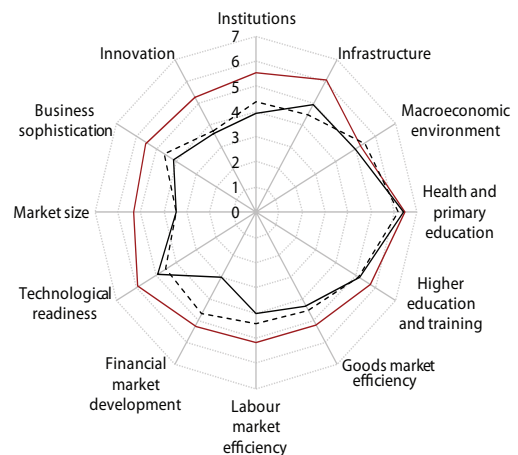 Institutions
7
6
5
4
3
2
1
0
Infrastructure
Macroeconomic
environment
Health and
primary
education
Higher
education
and training
Goods market
efficiency
Labour
market
efficiency
Financial
market
development
Technological
readiness
Market size
Business
sophistication
Innovation